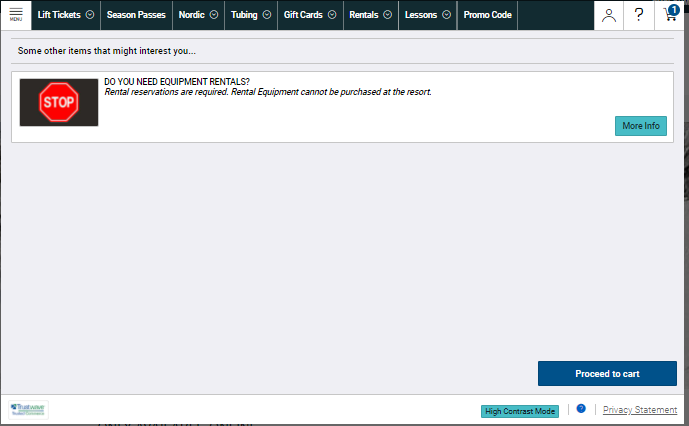 MENU Lift Tickets Season Passes Nordic Tubing Gift Cards Rentals Lessons Promo Code ? 1
Some other items that might interest you...
STOP
DO YOU NEED EQUIPMENT RENTALS?
Rental reservations are required. Rental Equipment cannot be purchased at the resort.
More Info
Proceed to cart
Trustwave
High Contrast Mode ? Privacy Statement